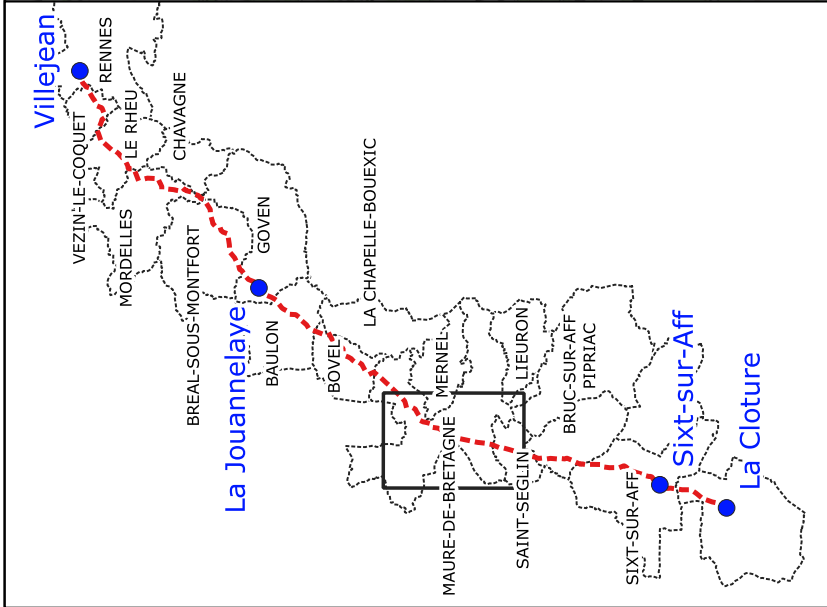 Villejean
RENNES
VEZIN-LE-COQUET
LE RHEU
CHAVAGNE
MORDELLES
BREAL-SOUS-MONTFORT
GOVEN
La Jouannelaye
BAULON
LA CHAPELLE-BOUEXIC
BOVEL
MERNEL
LIEURON
MAURE-DE-BRETAGNE
SAINT-SEGLIN
BRUC-SUR-AFF
PIPRIAC
SIXT-SUR-AFF
Sixt-sur-Aff
La Cloture